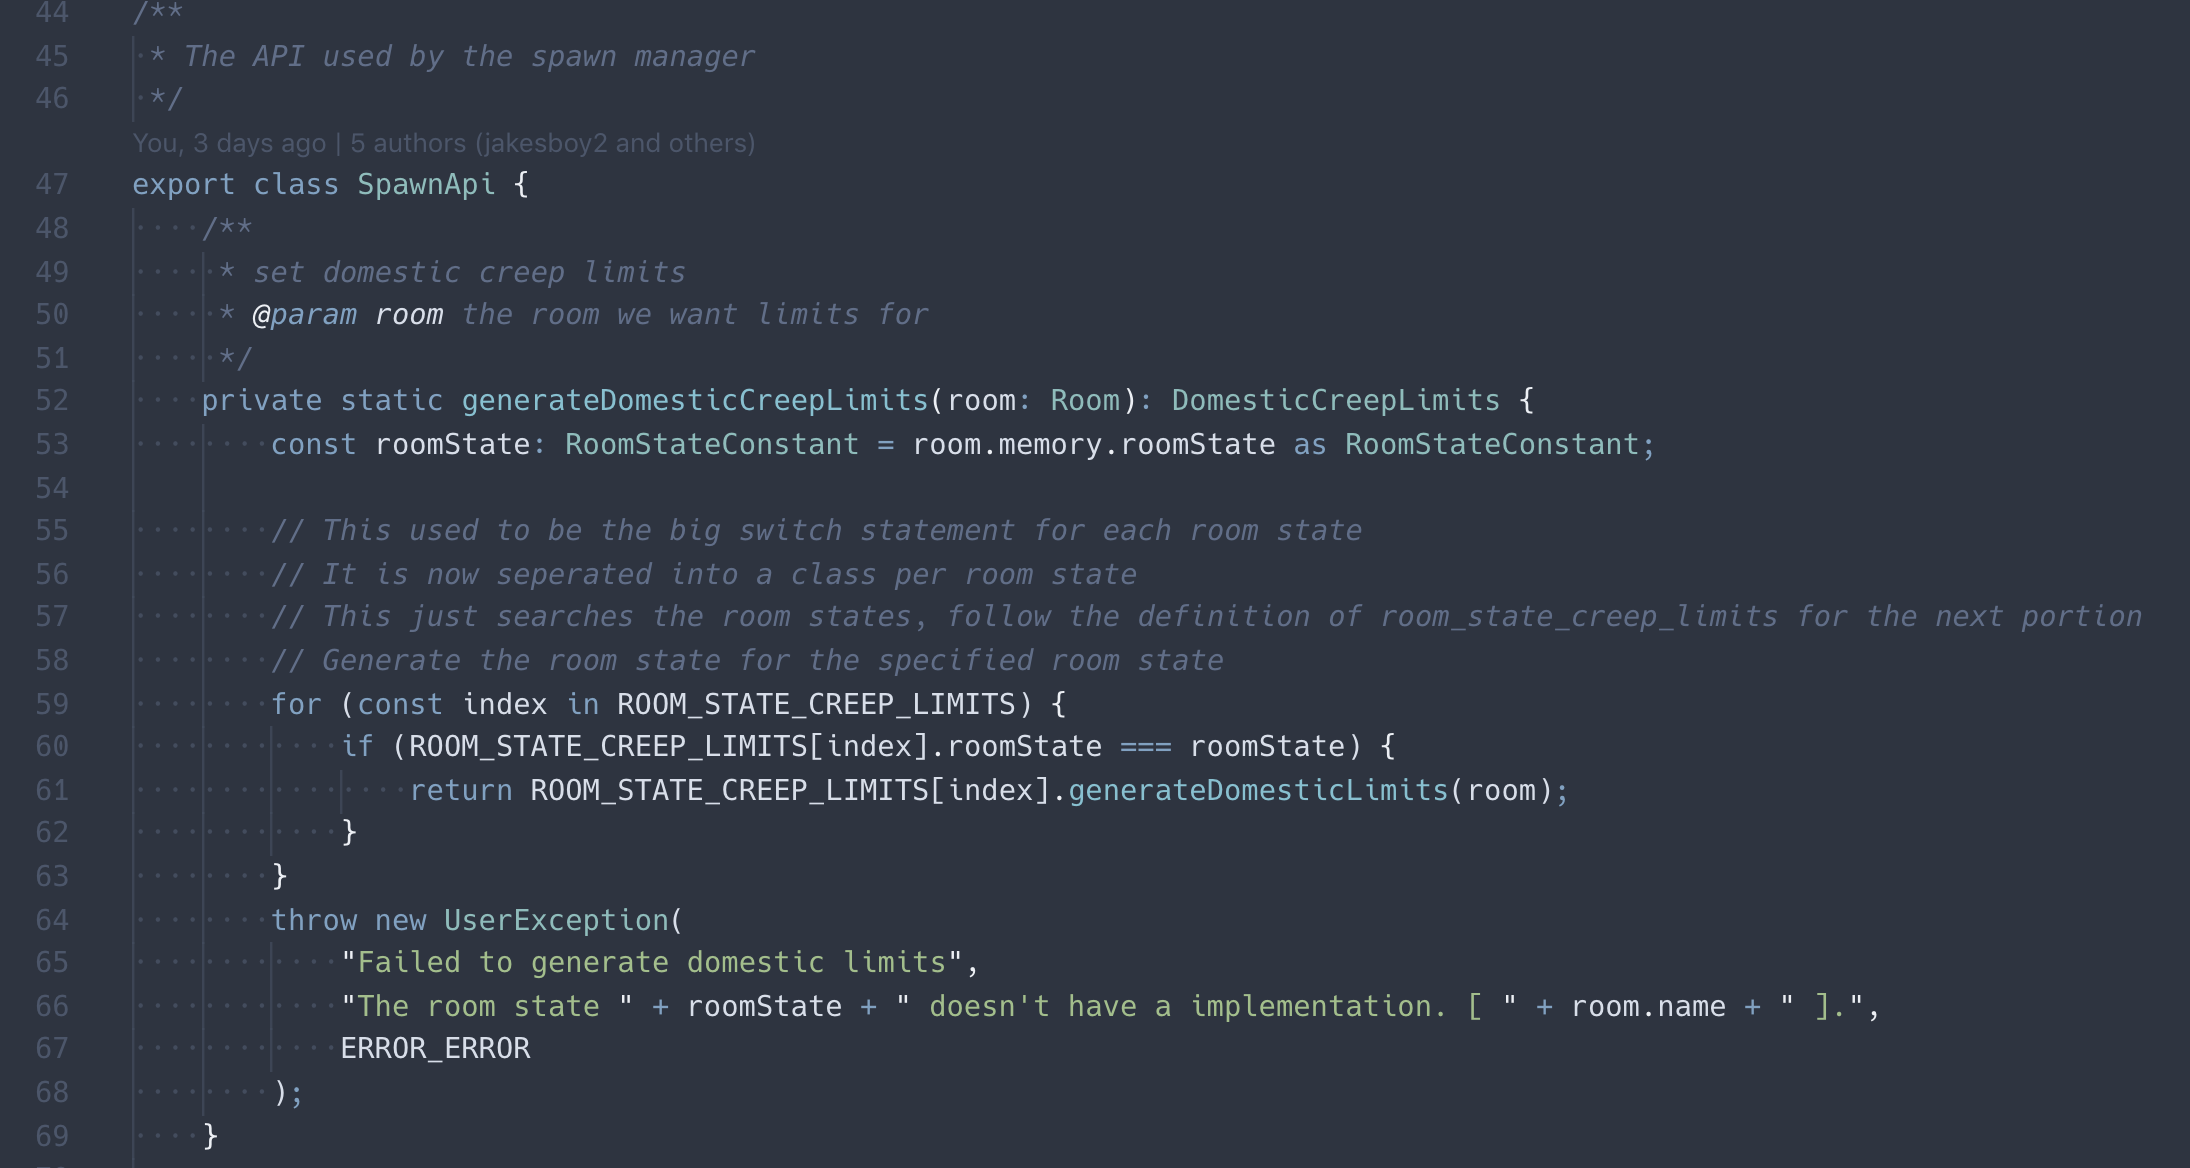 44 /**
45  * The API used by the spawn manager
46  */
You, 3 days ago | 5 authors (jakesboy2 and others)
47 export class SpawnApi {
48     /**
49      * set domestic creep limits
50      * @param room the room we want limits for
51      */
52     private static generateDomesticCreepLimits(room: Room): DomesticCreepLimits {
53         const roomState: RoomStateConstant = room.memory.roomState as RoomStateConstant;
54
55         // This used to be the big switch statement for each room state
56         // It is now seperated into a class per room state
57         // This just searches the room states, follow the definition of room_state_creep_limits for the next portion
58         // Generate the room state for the specified room state
59         for (const index in ROOM_STATE_CREEP_LIMITS) {
60             if (ROOM_STATE_CREEP_LIMITS[index].roomState === roomState) {
61                 return ROOM_STATE_CREEP_LIMITS[index].generateDomesticLimits(room);
62             }
63         }
64         throw new UserException(
65             "Failed to generate domestic limits",
66             "The room state " + roomState + " doesn't have a implementation. [ " + room.name + " ].",
67             ERROR_ERROR
68         );
69     }